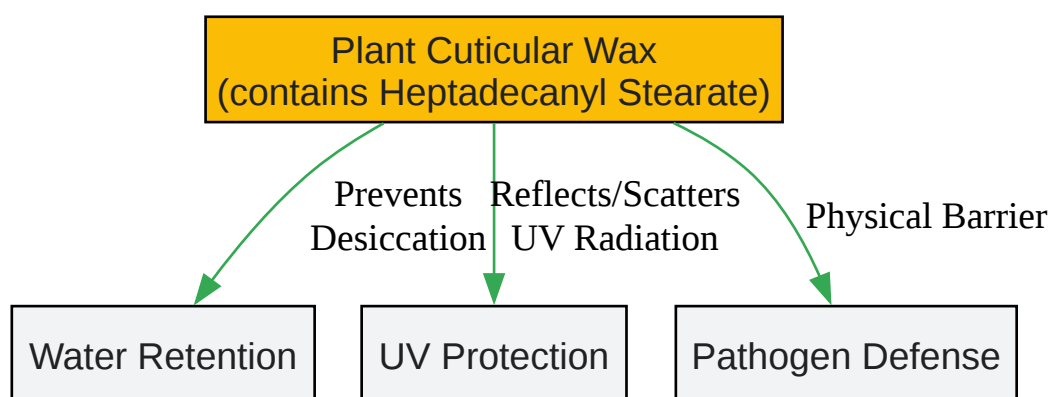 Plant Cuticular Wax
(contains Heptadecanyl Stearate)
Prevents
Desiccation
Reflects/Scatters
UV Radiation
Physical Barrier
Water Retention
UV Protection
Pathogen Defense